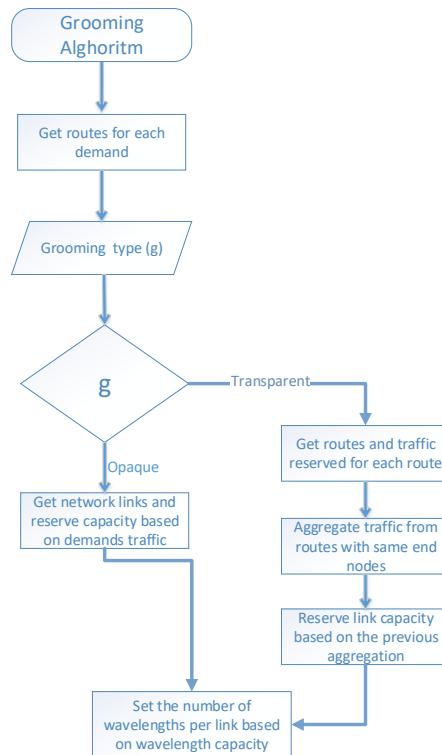 Grooming
Alghoritm
Get routes for each
demand
Grooming type (g)
g
Transparent
Opaque
Get routes and traffic
reserved for each route
Get network links and
reserve capacity based
on demands traffic
Aggregate traffic from
routes with same end
nodes
Reserve link capacity
based on the previous
aggregation
Set the number of
wavelengths per link based
on wavelength capacity